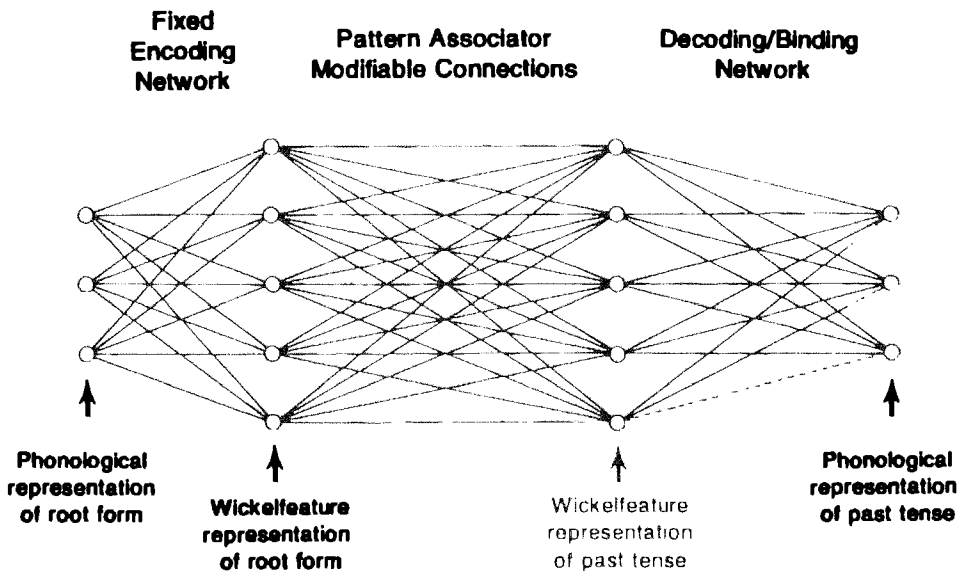 Fixed
Encoding
Network
Pattern Associator
Modifiable Connections
Decoding/Binding
Network
Phonological
representation
of root form
Wickelfeature
representation
of root form
Wickelfeature
representation
of past tense
Phonological
representation
of past tense